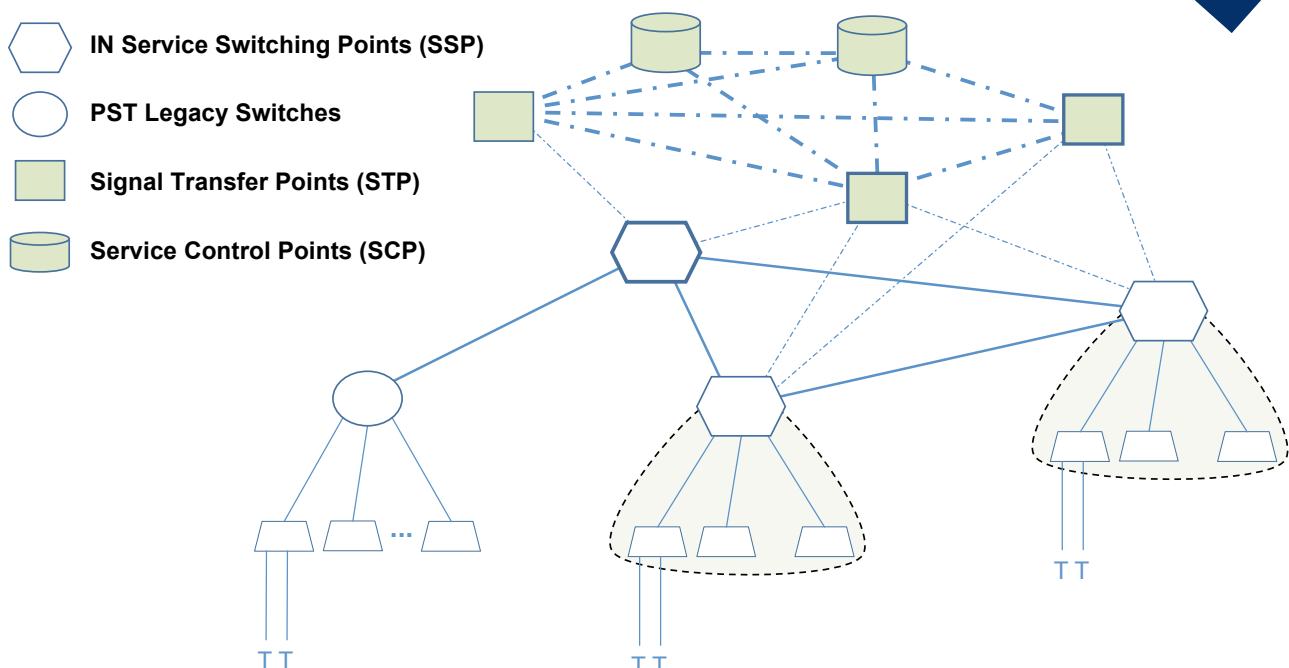 IN Service Switching Points (SSP)
PST Legacy Switches
Signal Transfer Points (STP)
Service Control Points (SCP)
...
T T
T T
T T